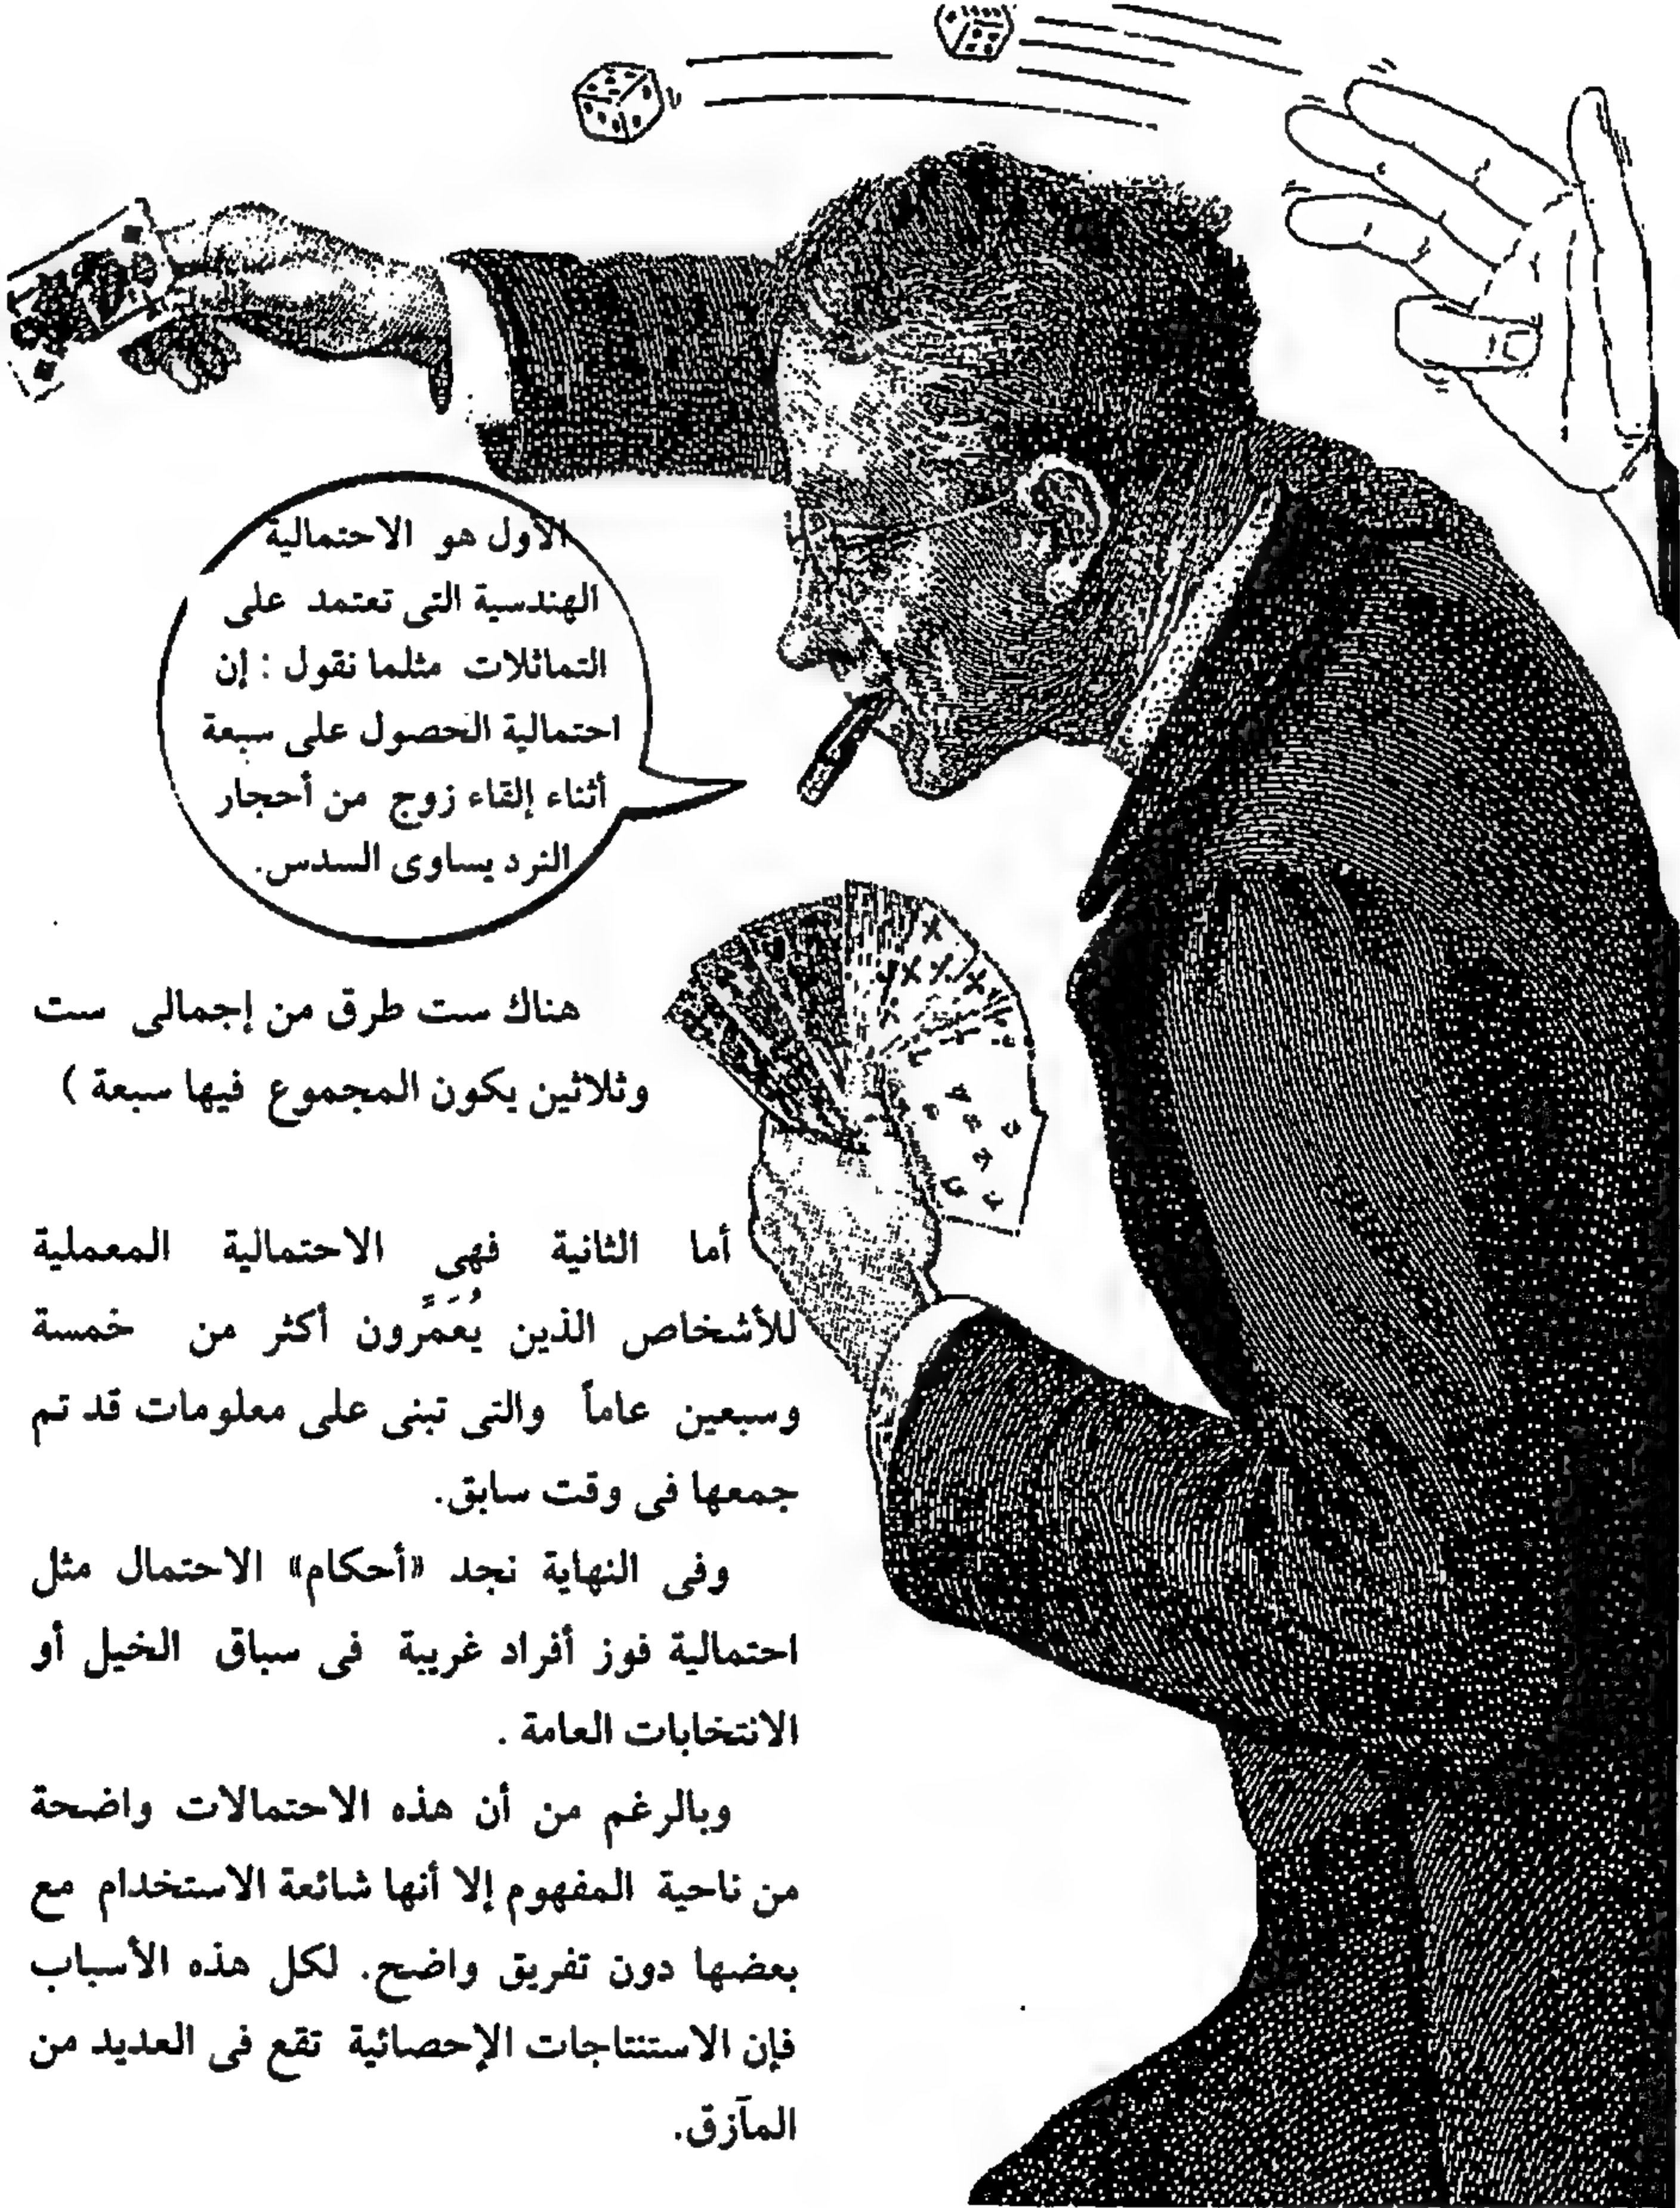 الأول هو الاحتمالية
الهندسية التى تعتمد على
التماثلات مثلما نقول : إن
احتمالية الحصول على سبعة
أثناء إلقاء زوج من أحجار
النرد يساوى السدس.
هناك ست طرق من إجمالى ست
وثلاثين يكون المجموع فيها سبعة )
أما الثانية فهى الاحتمالية المعملية
للأشخاص الذين يُعَمَّرون أكثر من خمسة
وسبعين عاماً والتى تبنى على معلومات قد تم
جمعها فى وقت سابق.
وفى النهاية نجد «أحكام» الاحتمال مثل
احتمالية فوز أفراد غريبة فى سباق الخيل أو
الانتخابات العامة .
وبالرغم من أن هذه الاحتمالات واضحة
من ناحية المفهوم إلا أنها شائعة الاستخدام مع
بعضها دون تفريق واضح. لكل هذه الأسباب
فإن الاستنتاجات الإحصائية تقع فى العديد من
المآزق.